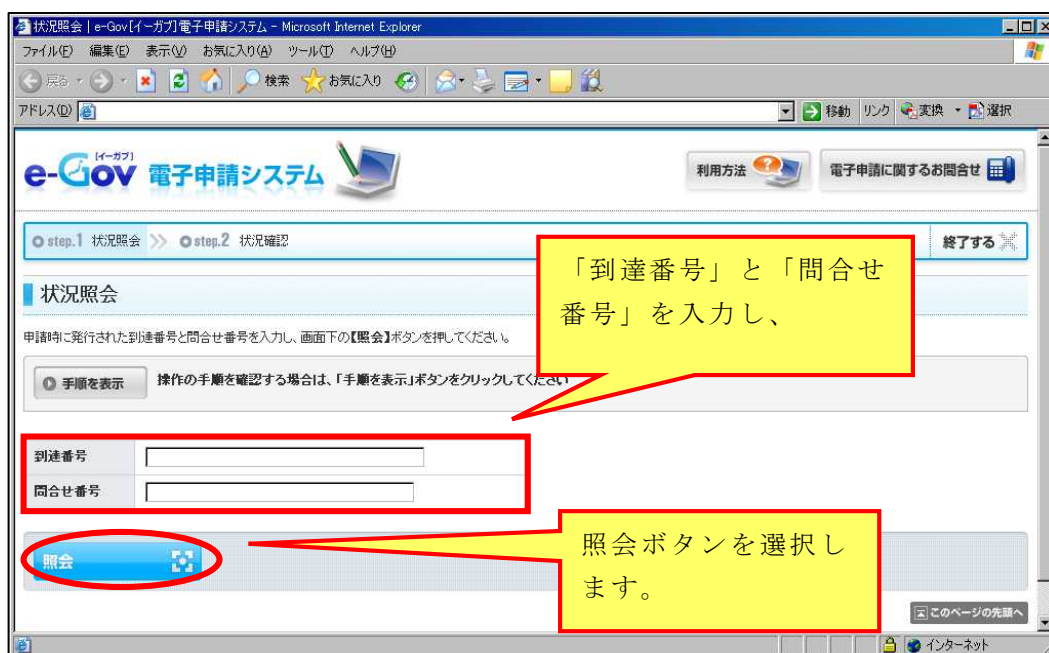 状況照会 | e-Gov[イーガブ]電子申請システム - Microsoft Internet Explorer
ファイル(F) 編集(E) 表示(V) お気に入り(A) ツール(T) ヘルプ(H)
戻る 検索 お気に入り
アドレス(D) 移動 リンク 変換 選択
e-Gov [イーガブ] 電子申請システム 利用方法 電子申請に関するお問合せ
step.1 状況照会 step.2 状況確認 終了する
「到達番号」と「問合せ
番号」を入力し、
状況照会
申請時に発行された到達番号と問合せ番号を入力し、画面下の【照会】ボタンを押してください。
手順を表示 操作の手順を確認する場合は、「手順を表示」ボタンをクリックしてください
到達番号
問合せ番号
照会
照会ボタンを選択し
ます。
このページの先頭へ
インターネット